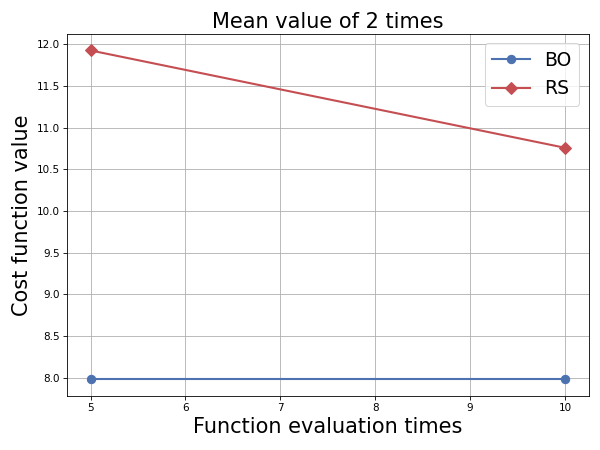 Mean value of 2 times
BO
RS
Cost function value
12.0
11.5
11.0
10.5
10.0
9.5
9.0
8.5
8.0
5 6 7 8 9 10
Function evaluation times